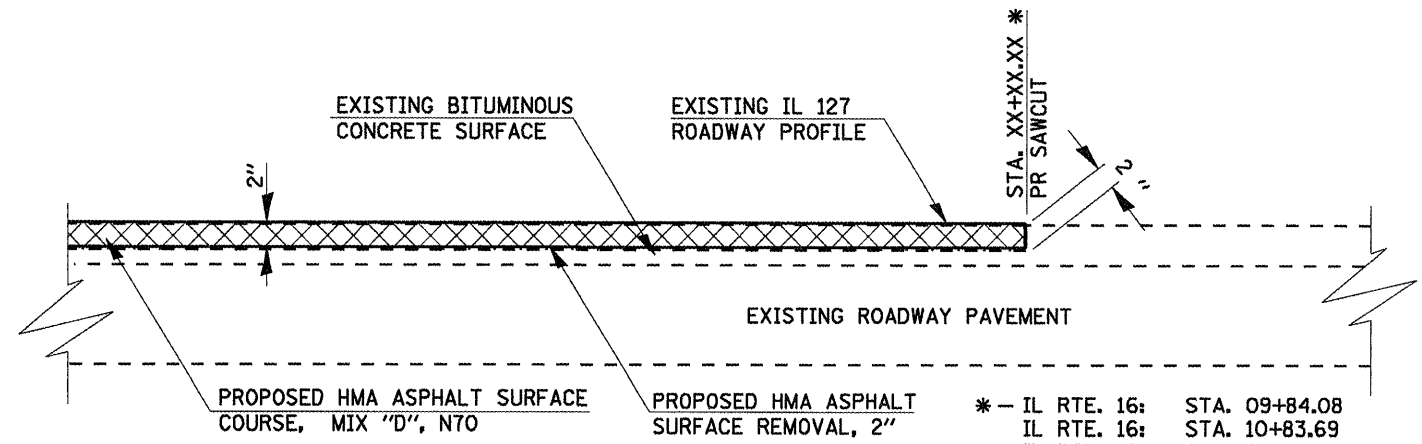 STA. XX+XX.XX *
PR SAWCUT
EXISTING BITUMINOUS
CONCRETE SURFACE
EXISTING IL 127
ROADWAY PROFILE
2"
2"
EXISTING ROADWAY PAVEMENT
PROPOSED HMA ASPHALT SURFACE
COURSE, MIX "D", N70
PROPOSED HMA ASPHALT
SURFACE REMOVAL, 2"
* - IL RTE. 16: STA. 09+84.08
IL RTE. 16: STA. 10+83.69